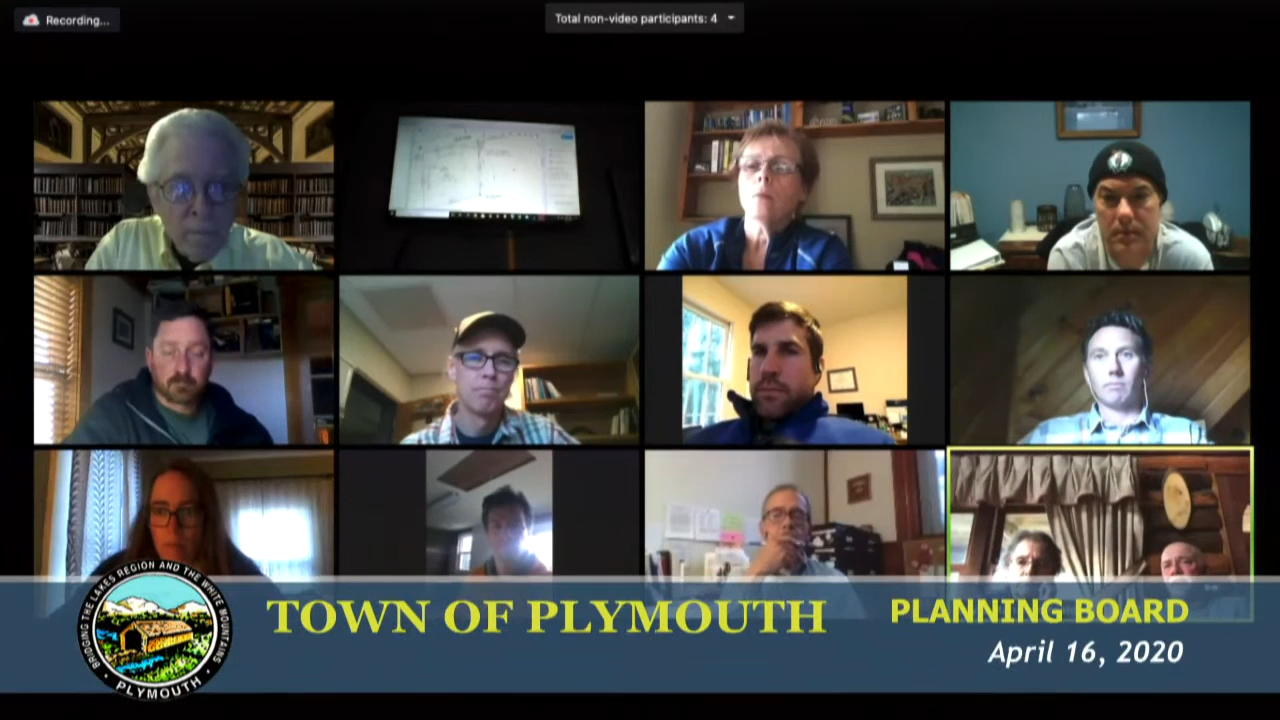 Recording...
Total non-video participants: 4
TOWN OF PLYMOUTH
PLANNING BOARD
April 16, 2020
BRIDGING THE LAKES REGION AND THE WHITE MOUNTAINS
• PLYMOUTH •